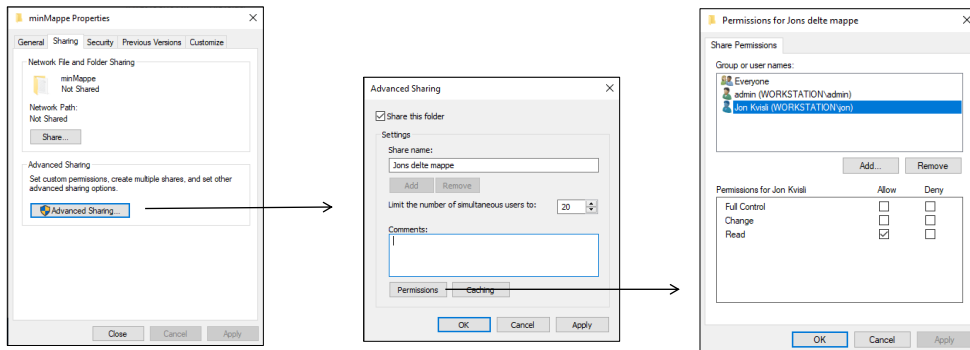 minMappe Properties
General Sharing Security Previous Versions Customize
Network File and Folder Sharing
minMappe
Not Shared
Network Path:
Not Shared
Share...
Advanced Sharing
Set custom permissions, create multiple shares, and set other
advanced sharing options.
Advanced Sharing...
Close Cancel Apply
Advanced Sharing
Share this folder
Settings
Share name:
Jons delte mappe
Add Remove
Limit the number of simultaneous users to: 20
Comments:
Permissions Caching
OK Cancel Apply
Permissions for Jons delte mappe
Share Permissions
Group or user names:
Everyone
admin (WORKSTATION\admin)
Jon Kvisli (WORKSTATION\jon)
Add... Remove
Permissions for Jon Kvisli Allow Deny
Full Control
Change
Read
OK Cancel Apply